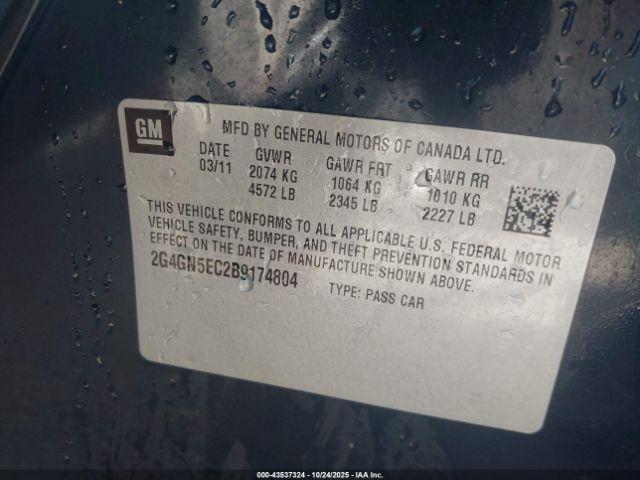 GM
MFD BY GENERAL MOTORS OF CANADA LTD.
DATE GVWR GAWR FRT GAWR RR
03/11 2074 KG 1064 KG 1010 KG
4572 LB 2345 LB 2227 LB
THIS VEHICLE CONFORMS TO ALL APPLICABLE U.S. FEDERAL MOTOR
VEHICLE SAFETY, BUMPER, AND THEFT PREVENTION STANDARDS IN
EFFECT ON THE DATE OF MANUFACTURE SHOWN ABOVE.
2G4GN5EC2B9174804 TYPE: PASS CAR
000-43537324 | 10/24/2025 | IAA Inc.